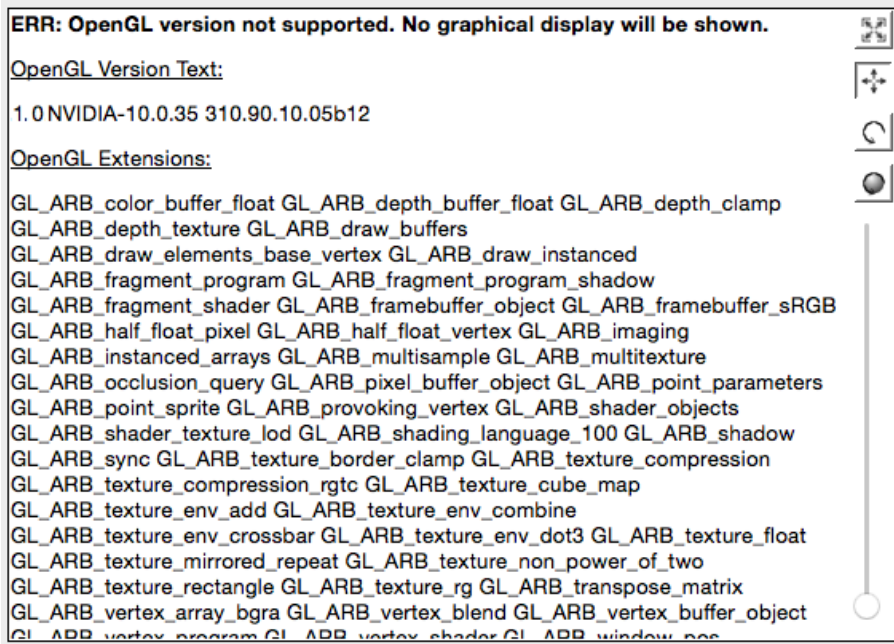 ERR: OpenGL version not supported. No graphical display will be shown.
OpenGL Version Text:
1.0 NVIDIA-10.0.35 310.90.10.05b12
OpenGL Extensions:
GL_ARB_color_buffer_float GL_ARB_depth_buffer_float GL_ARB_depth_clamp
GL_ARB_depth_texture GL_ARB_draw_buffers
GL_ARB_draw_elements_base_vertex GL_ARB_draw_instanced
GL_ARB_fragment_program GL_ARB_fragment_program_shadow
GL_ARB_fragment_shader GL_ARB_framebuffer_object GL_ARB_framebuffer_sRGB
GL_ARB_half_float_pixel GL_ARB_half_float_vertex GL_ARB_imaging
GL_ARB_instanced_arrays GL_ARB_multisample GL_ARB_multitexture
GL_ARB_occlusion_query GL_ARB_pixel_buffer_object GL_ARB_point_parameters
GL_ARB_point_sprite GL_ARB_provoking_vertex GL_ARB_shader_objects
GL_ARB_shader_texture_lod GL_ARB_shading_language_100 GL_ARB_shadow
GL_ARB_sync GL_ARB_texture_border_clamp GL_ARB_texture_compression
GL_ARB_texture_compression_rgtc GL_ARB_texture_cube_map
GL_ARB_texture_env_add GL_ARB_texture_env_combine
GL_ARB_texture_env_crossbar GL_ARB_texture_env_dot3 GL_ARB_texture_float
GL_ARB_texture_mirrored_repeat GL_ARB_texture_non_power_of_two
GL_ARB_texture_rectangle GL_ARB_texture_rg GL_ARB_transpose_matrix
GL_ARB_vertex_array_bgra GL_ARB_vertex_blend GL_ARB_vertex_buffer_object
GL_ARB_vertex_program GL_ARB_vertex_shader GL_ARB_window_pos